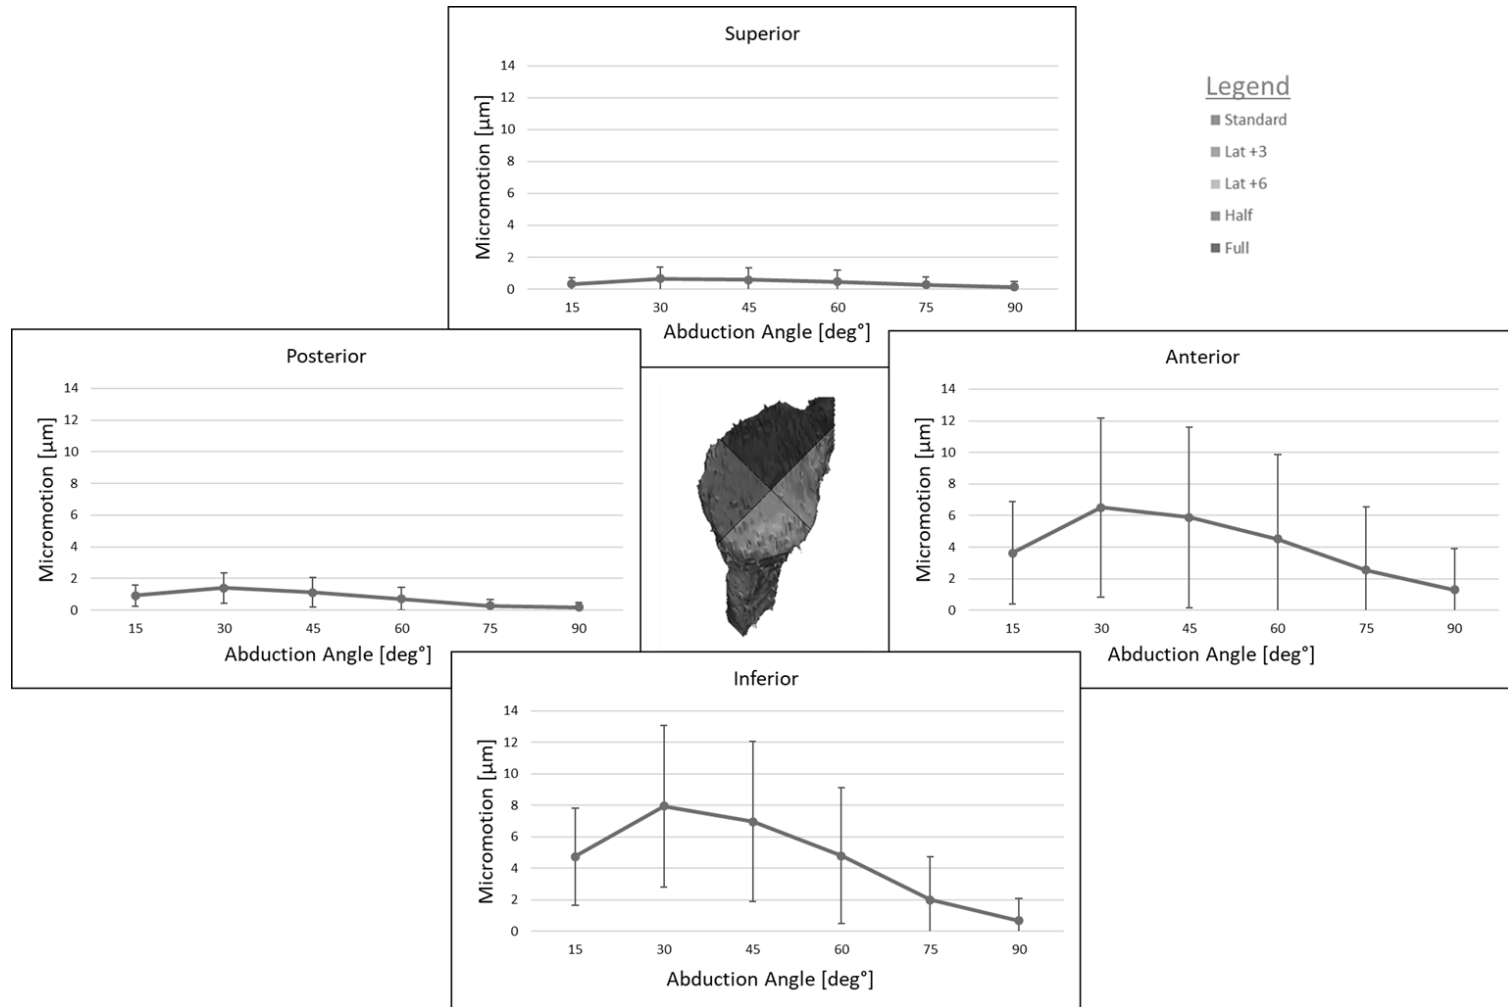 Superior
14
12
10
8
6
4
2
0
Micromotion [µm]
15 30 45 60 75 90
Abduction Angle [deg°]
Legend
Standard
Lat +3
Lat +6
Half
Full
Posterior
14
12
10
8
6
4
2
0
Micromotion [µm]
15 30 45 60 75 90
Abduction Angle [deg°]
Anterior
14
12
10
8
6
4
2
0
Micromotion [µm]
15 30 45 60 75 90
Abduction Angle [deg°]
Inferior
14
12
10
8
6
4
2
0
Micromotion [µm]
15 30 45 60 75 90
Abduction Angle [deg°]